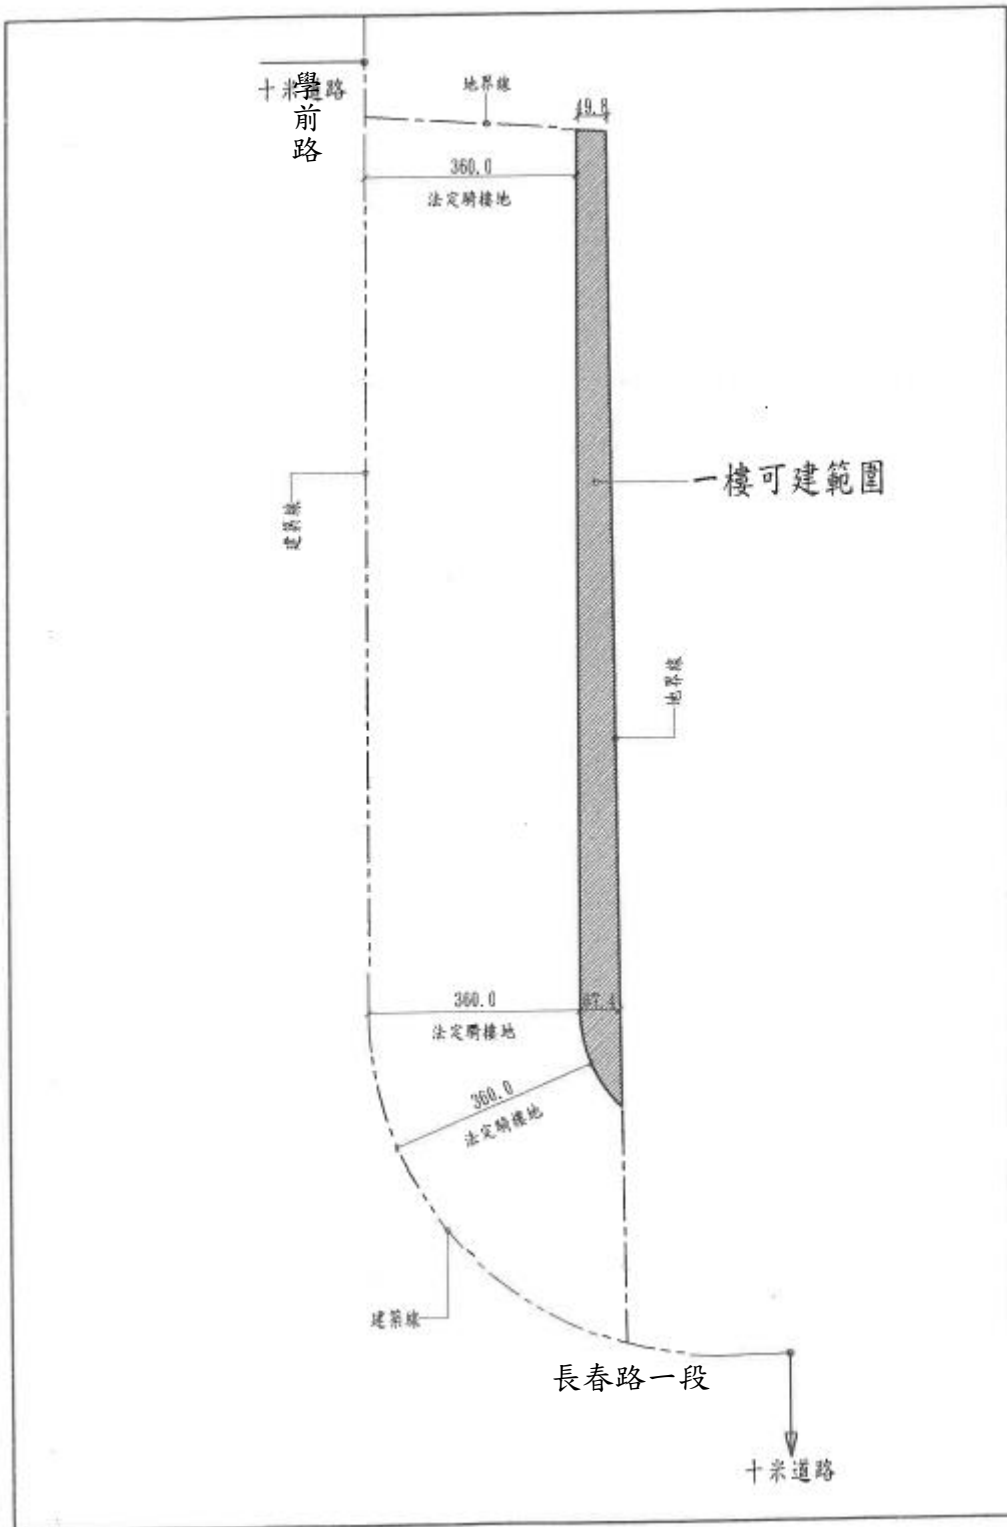 十米道路
學前路
地界線
49.8
360.0
法定騎樓地
一樓可建範圍
建築線
地界線
360.0
67.4
法定騎樓地
360.0
法定騎樓地
建築線
長春路一段
十米道路